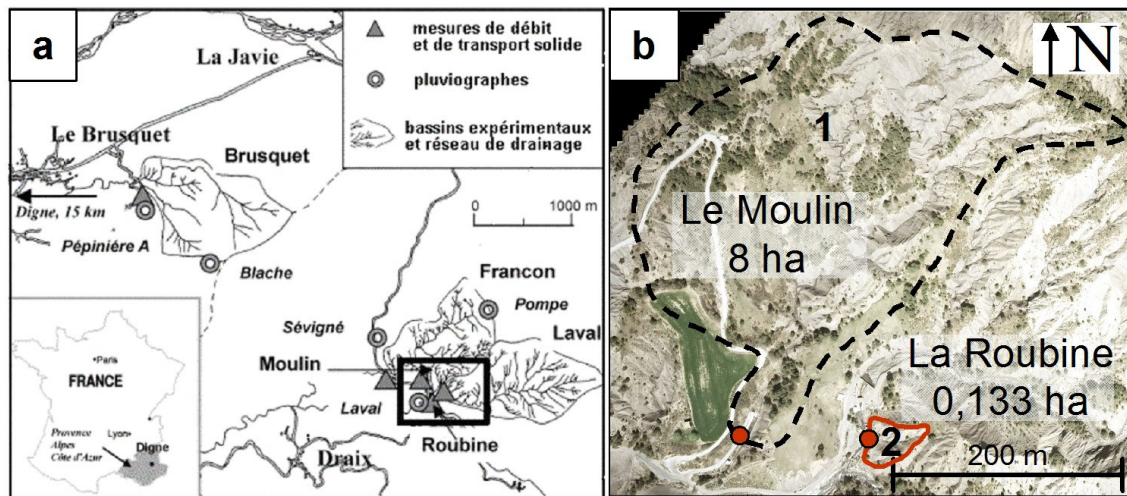 a
La Javie
mesures de débit
et de transport solide
pluviographes
bassins expérimentaux
et réseau de drainage
Le Brusquet
Brusquet
Digne, 15 km
Pépinière A
Blache
1000 m
Francon
Pompe
Sévigné
Laval
Moulin
Laval
Roubine
Draix
Paris
FRANCE
Lyon
Digne
Provence
Alpes
Côte d'Azur
b
N
1
Le Moulin
8 ha
La Roubine
0,133 ha
2
200 m
0